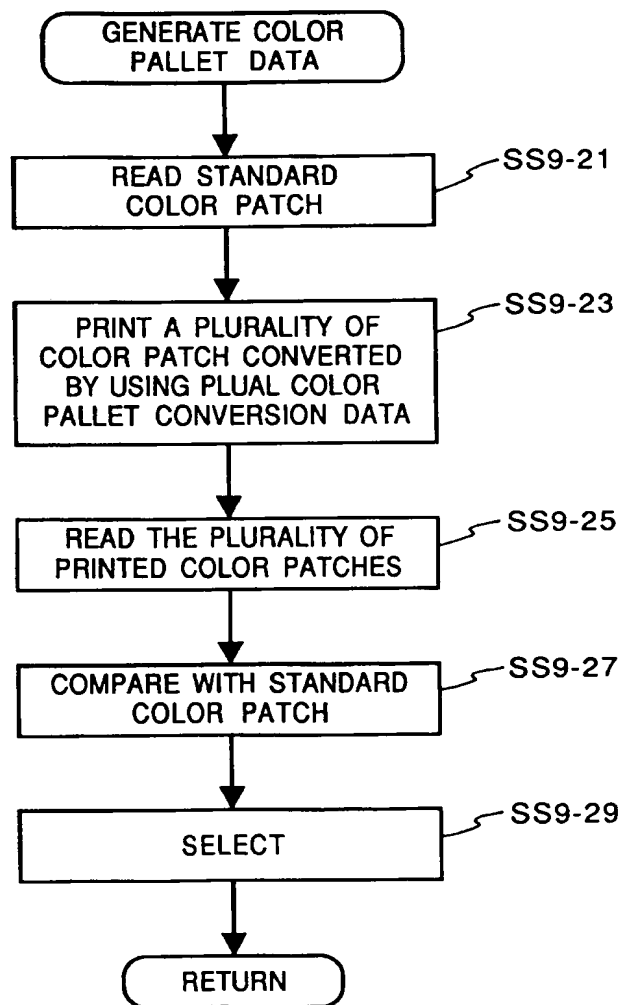 GENERATE COLOR
PALLET DATA
SS9-21
READ STANDARD
COLOR PATCH
SS9-23
PRINT A PLURALITY OF
COLOR PATCH CONVERTED
BY USING PLUAL COLOR
PALLET CONVERSION DATA
SS9-25
READ THE PLURALITY OF
PRINTED COLOR PATCHES
SS9-27
COMPARE WITH STANDARD
COLOR PATCH
SS9-29
SELECT
RETURN